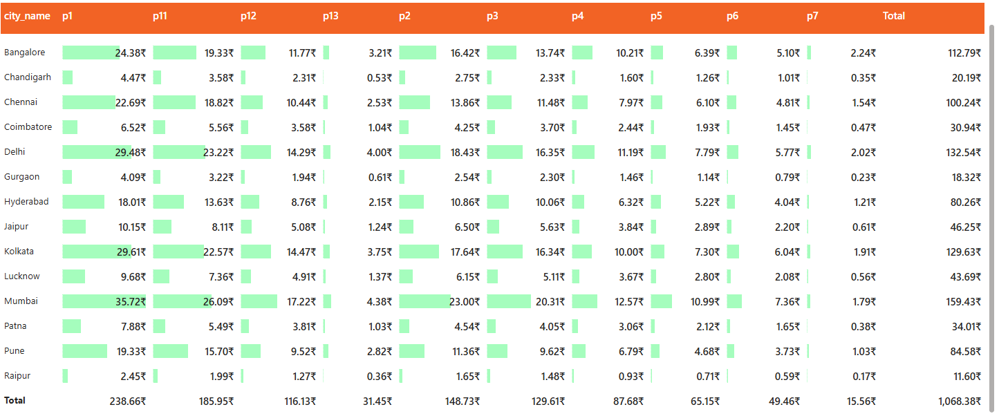 city_name p1 p11 p12 p13 p2 p3 p4 p5 p6 p7 Total
Bangalore 24.38₹ 19.33₹ 11.77₹ 3.21₹ 16.42₹ 13.74₹ 10.21₹ 6.39₹ 5.10₹ 2.24₹ 112.79₹
Chandigarh 4.47₹ 3.58₹ 2.31₹ 0.53₹ 2.75₹ 2.33₹ 1.60₹ 1.26₹ 1.01₹ 0.35₹ 20.19₹
Chennai 22.69₹ 18.82₹ 10.44₹ 2.53₹ 13.86₹ 11.48₹ 7.97₹ 6.10₹ 4.81₹ 1.54₹ 100.24₹
Coimbatore 6.52₹ 5.56₹ 3.58₹ 1.04₹ 4.25₹ 3.70₹ 2.44₹ 1.93₹ 1.45₹ 0.47₹ 30.94₹
Delhi 29.48₹ 23.22₹ 14.29₹ 4.00₹ 18.43₹ 16.35₹ 11.19₹ 7.79₹ 5.77₹ 2.02₹ 132.54₹
Gurgaon 4.09₹ 3.22₹ 1.94₹ 0.61₹ 2.54₹ 2.30₹ 1.46₹ 1.14₹ 0.79₹ 0.23₹ 18.32₹
Hyderabad 18.01₹ 13.63₹ 8.76₹ 2.15₹ 10.86₹ 10.06₹ 6.32₹ 5.22₹ 4.04₹ 1.21₹ 80.26₹
Jaipur 10.15₹ 8.11₹ 5.08₹ 1.24₹ 6.50₹ 5.63₹ 3.84₹ 2.89₹ 2.20₹ 0.61₹ 46.25₹
Kolkata 29.61₹ 22.57₹ 14.47₹ 3.75₹ 17.64₹ 16.34₹ 10.00₹ 7.30₹ 6.04₹ 1.91₹ 129.63₹
Lucknow 9.68₹ 7.36₹ 4.91₹ 1.37₹ 6.15₹ 5.11₹ 3.67₹ 2.80₹ 2.08₹ 0.56₹ 43.69₹
Mumbai 35.72₹ 26.09₹ 17.22₹ 4.38₹ 23.00₹ 20.31₹ 12.57₹ 10.99₹ 7.36₹ 1.79₹ 159.43₹
Patna 7.88₹ 5.49₹ 3.81₹ 1.03₹ 4.54₹ 4.05₹ 3.06₹ 2.12₹ 1.65₹ 0.38₹ 34.01₹
Pune 19.33₹ 15.70₹ 9.52₹ 2.82₹ 11.36₹ 9.62₹ 6.79₹ 4.68₹ 3.73₹ 1.03₹ 84.58₹
Raipur 2.45₹ 1.99₹ 1.27₹ 0.36₹ 1.65₹ 1.48₹ 0.93₹ 0.71₹ 0.59₹ 0.17₹ 11.60₹
Total 238.66₹ 185.95₹ 116.13₹ 31.45₹ 148.73₹ 129.61₹ 87.68₹ 65.15₹ 49.46₹ 15.56₹ 1,068.38₹